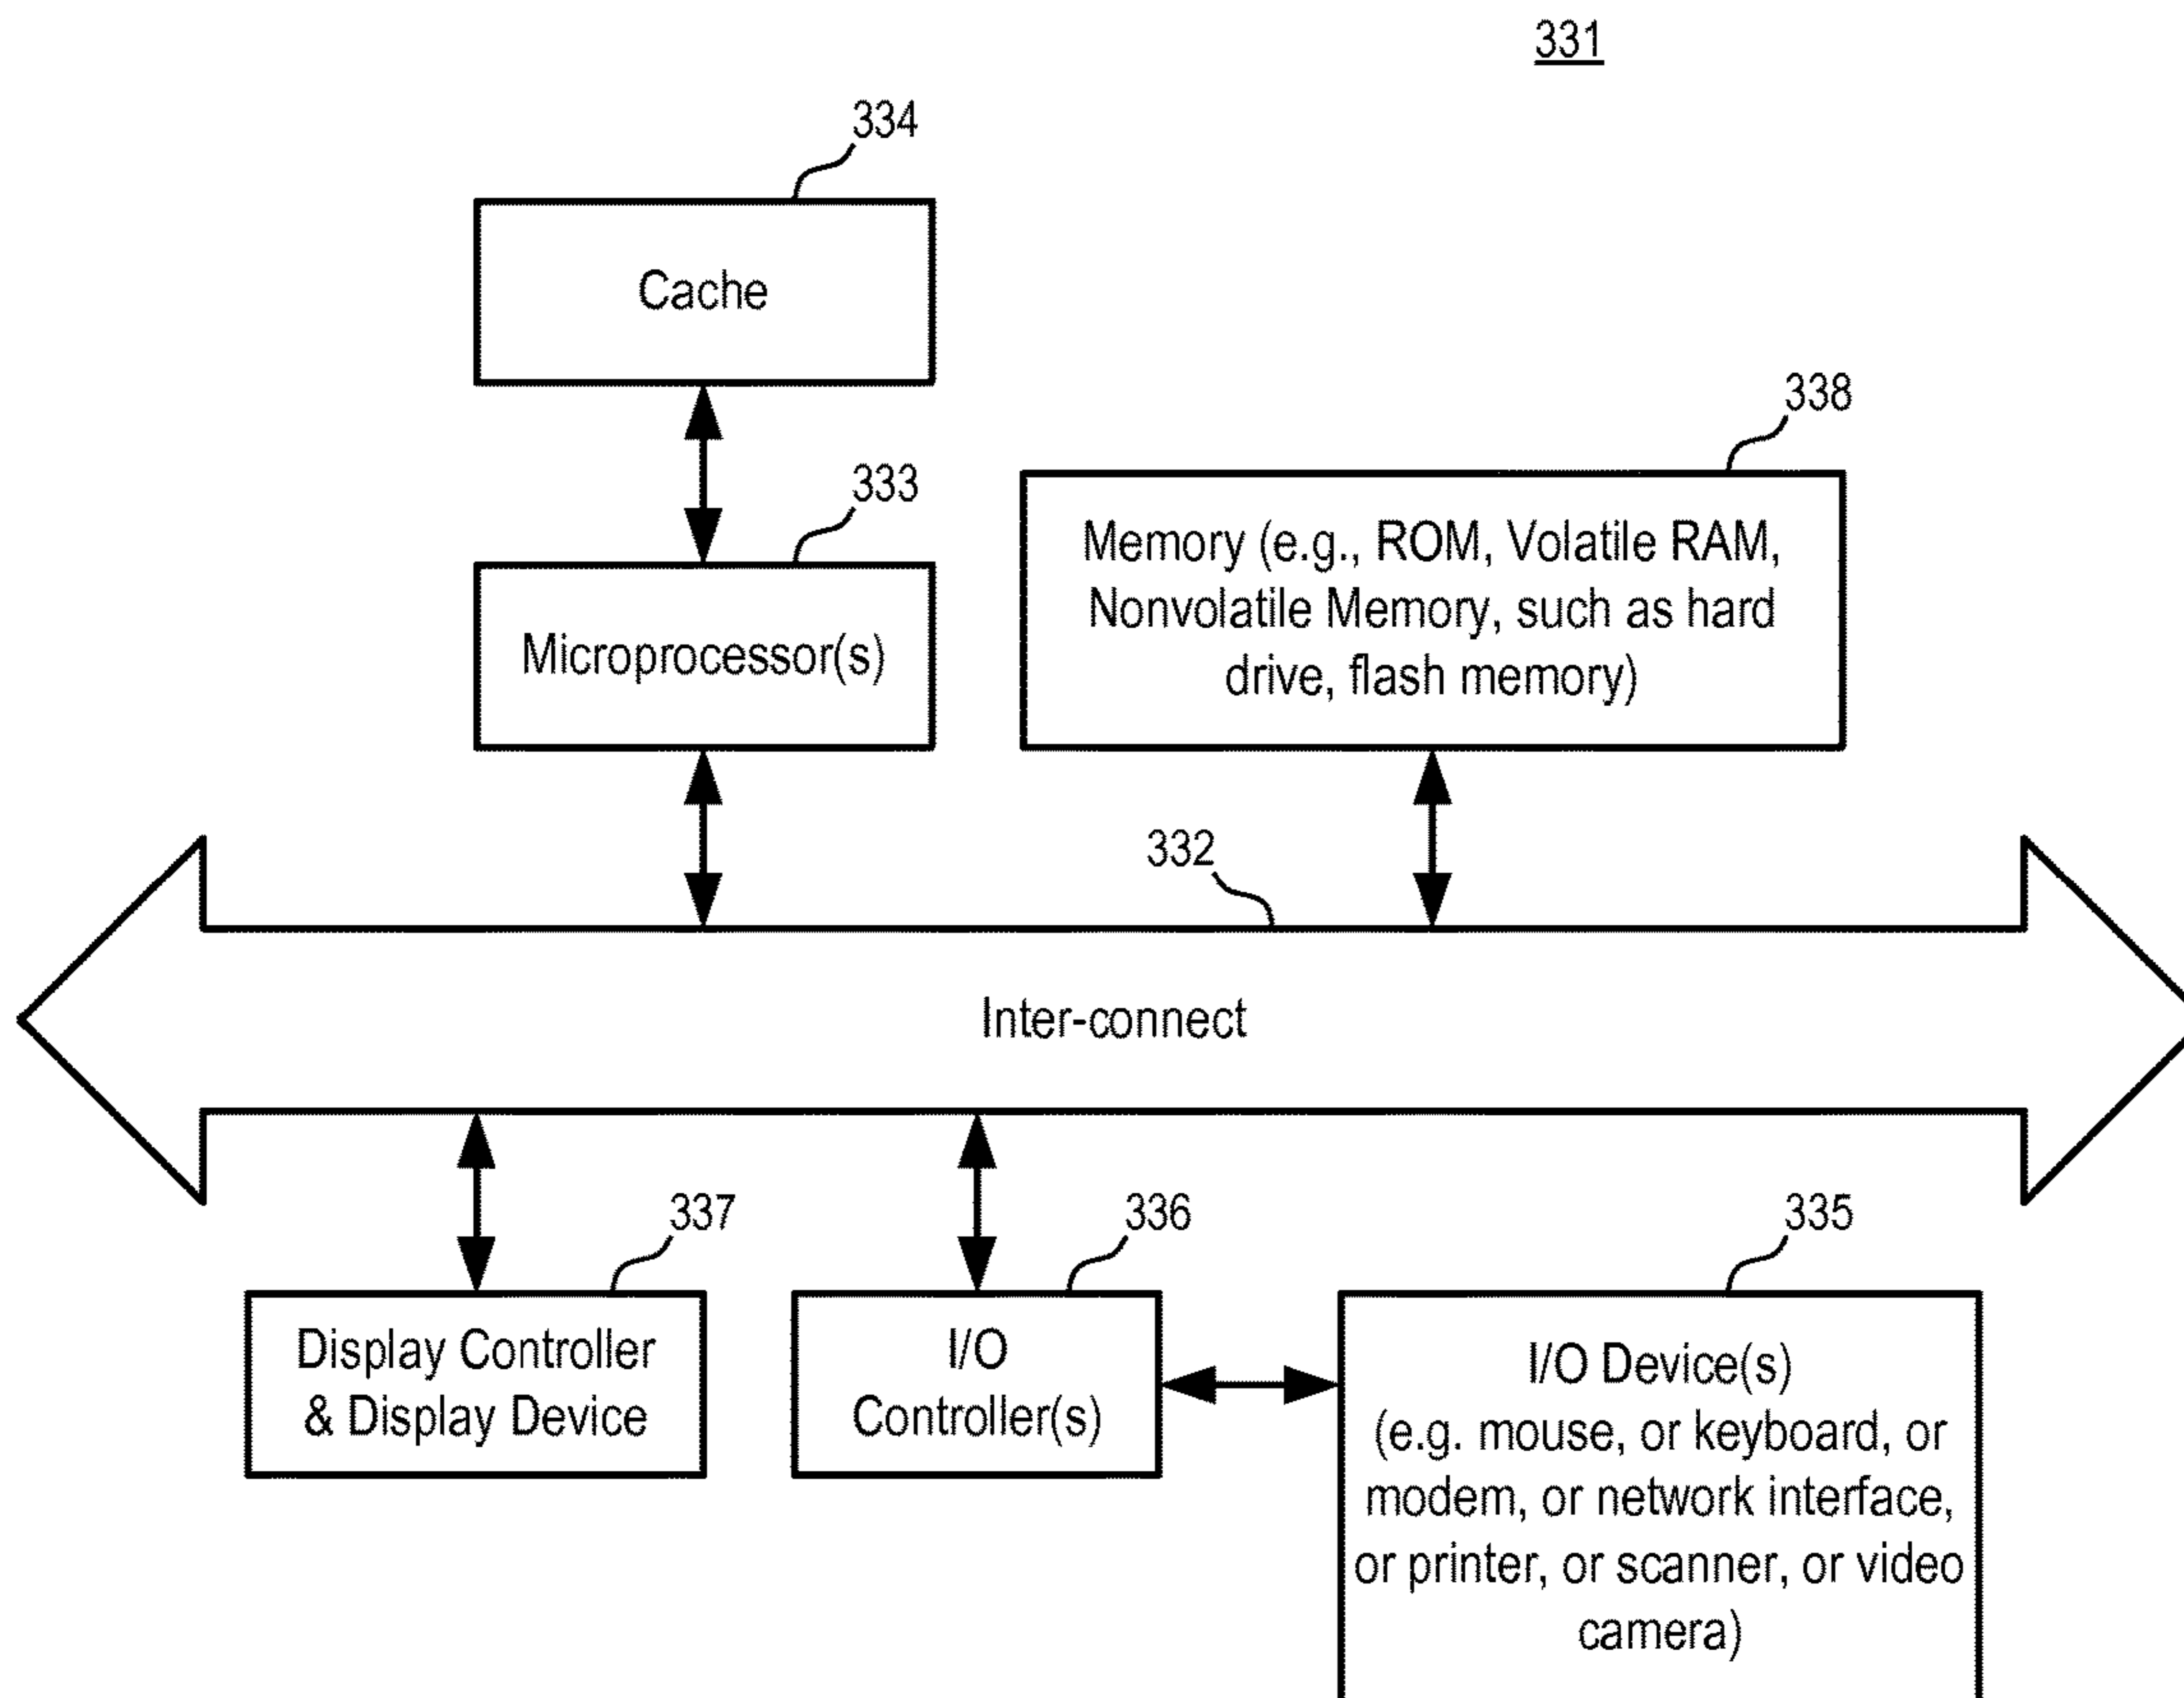 331
334
Cache
338
333
Memory (e.g., ROM, Volatile RAM,
Nonvolatile Memory, such as hard
drive, flash memory)
Microprocessor(s)
332
Inter-connect
337
336
335
Display Controller
& Display Device
I/O
Controller(s)
I/O Device(s)
(e.g. mouse, or keyboard, or
modem, or network interface,
or printer, or scanner, or video
camera)